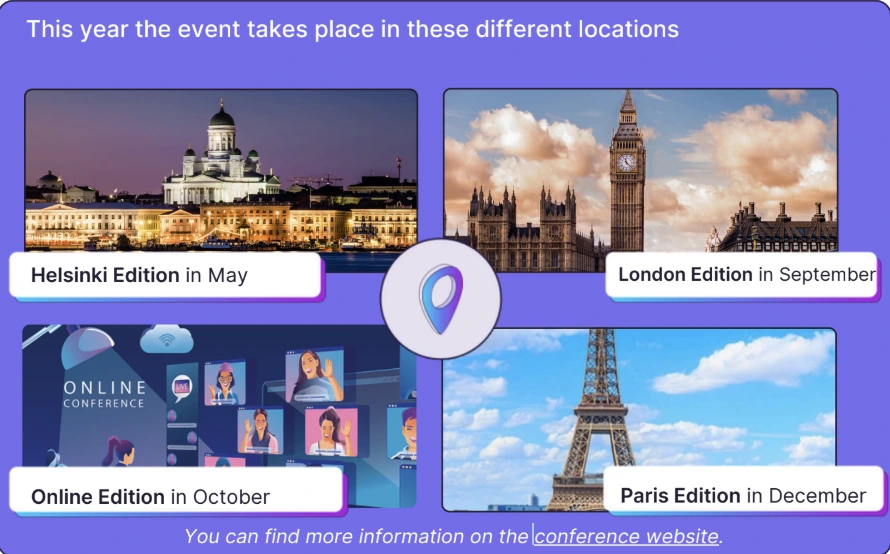 This year the event takes place in these different locations
Helsinki Edition in May
London Edition in September
ONLINE
CONFERENCE
LIVE
Online Edition in October
Paris Edition in December
You can find more information on the conference website.